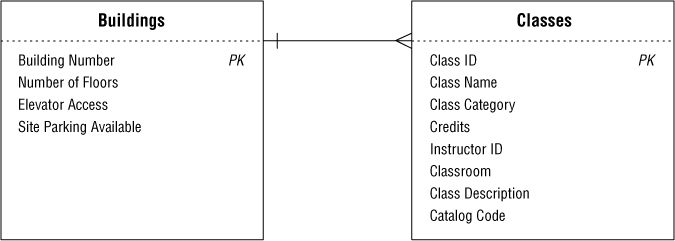 Buildings
Building Number PK
Number of Floors
Elevator Access
Site Parking Available
Classes
Class ID PK
Class Name
Class Category
Credits
Instructor ID
Classroom
Class Description
Catalog Code